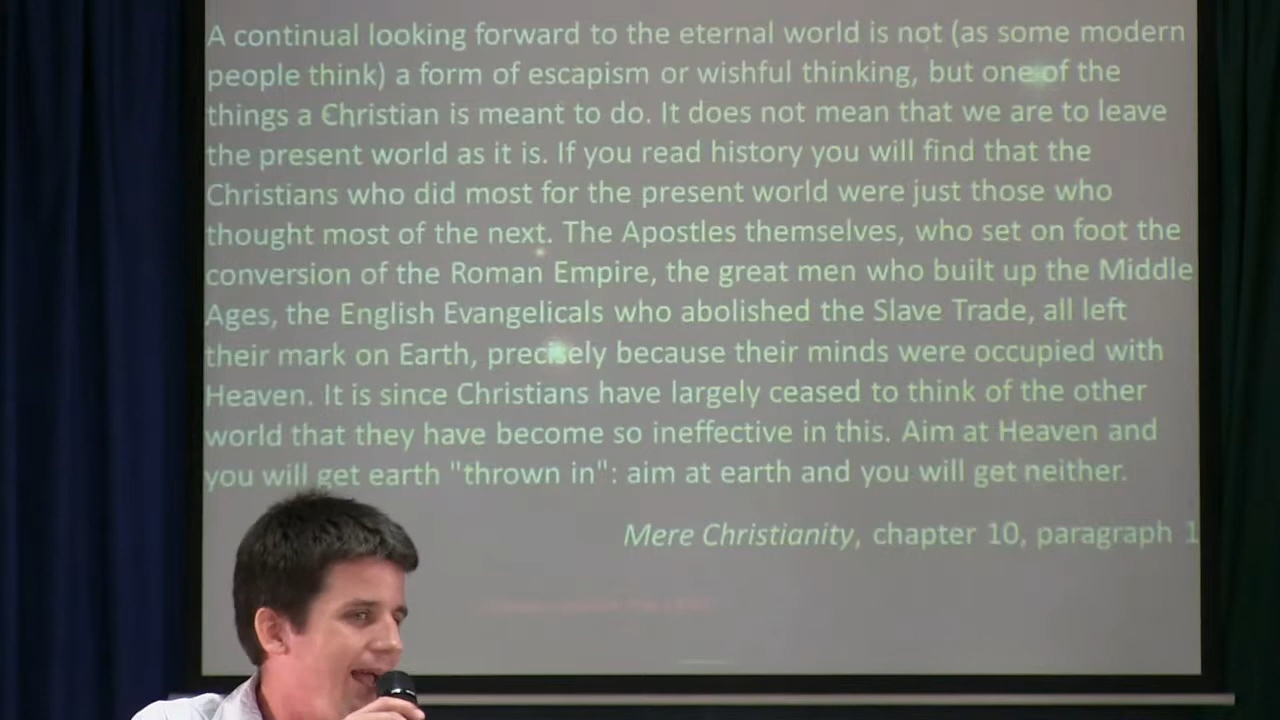 A continual looking forward to the eternal world is not (as some modern
people think) a form of escapism or wishful thinking, but one of the
things a Christian is meant to do. It does not mean that we are to leave
the present world as it is. If you read history you will find that the
Christians who did most for the present world were just those who
thought most of the next. The Apostles themselves, who set on foot the
conversion of the Roman Empire, the great men who built up the Middle
Ages, the English Evangelicals who abolished the Slave Trade, all left
their mark on Earth, precisely because their minds were occupied with
Heaven. It is since Christians have largely ceased to think of the other
world that they have become so ineffective in this. Aim at Heaven and
you will get earth "thrown in": aim at earth and you will get neither.
Mere Christianity, chapter 10, paragraph 1